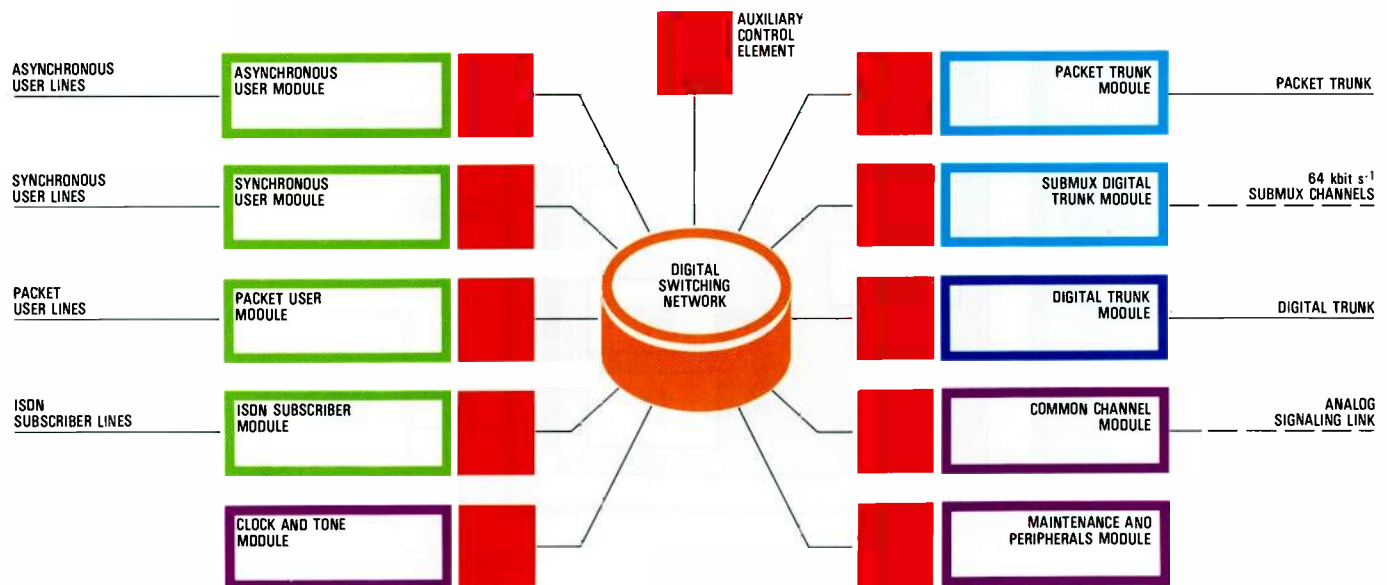 AUXILIARY
CONTROL
ELEMENT
ASYNCHRONOUS
USER LINES
ASYNCHRONOUS
USER MODULE
PACKET TRUNK
MODULE
PACKET TRUNK
SYNCHRONOUS
USER LINES
SYNCHRONOUS
USER MODULE
SUBMUX DIGITAL
TRUNK MODULE
64 kbit s⁻¹
SUBMUX CHANNELS
DIGITAL
SWITCHING
NETWORK
PACKET
USER LINES
PACKET USER
MODULE
DIGITAL TRUNK
MODULE
DIGITAL TRUNK
ISDN
SUBSCRIBER LINES
ISDN SUBSCRIBER
MODULE
COMMON CHANNEL
MODULE
ANALOG
SIGNALING LINK
CLOCK AND TONE
MODULE
MAINTENANCE AND
PERIPHERALS MODULE